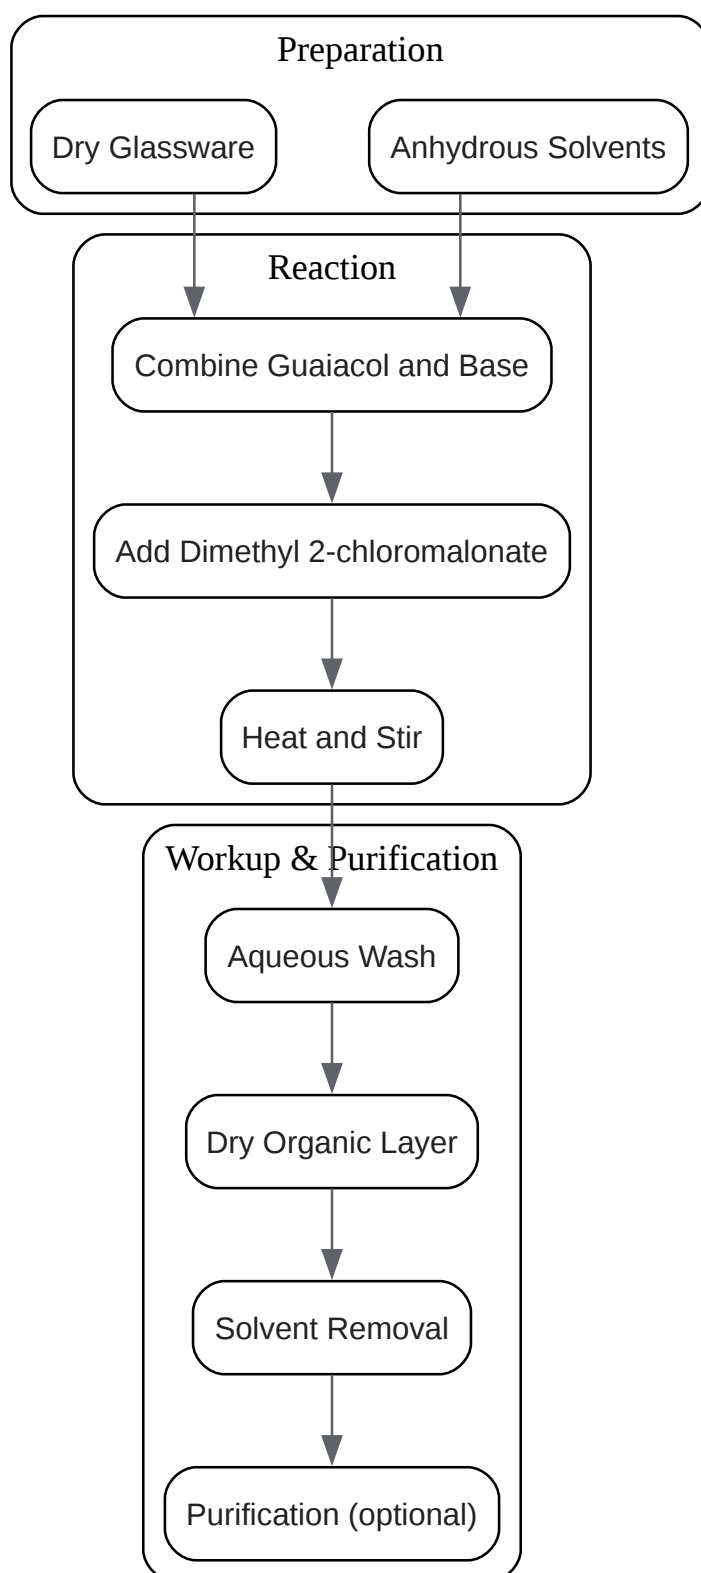 Preparation
Dry Glassware
Anhydrous Solvents
Reaction
Combine Guaiacol and Base
Add Dimethyl 2-chloromalonate
Heat and Stir
Workup & Purification
Aqueous Wash
Dry Organic Layer
Solvent Removal
Purification (optional)